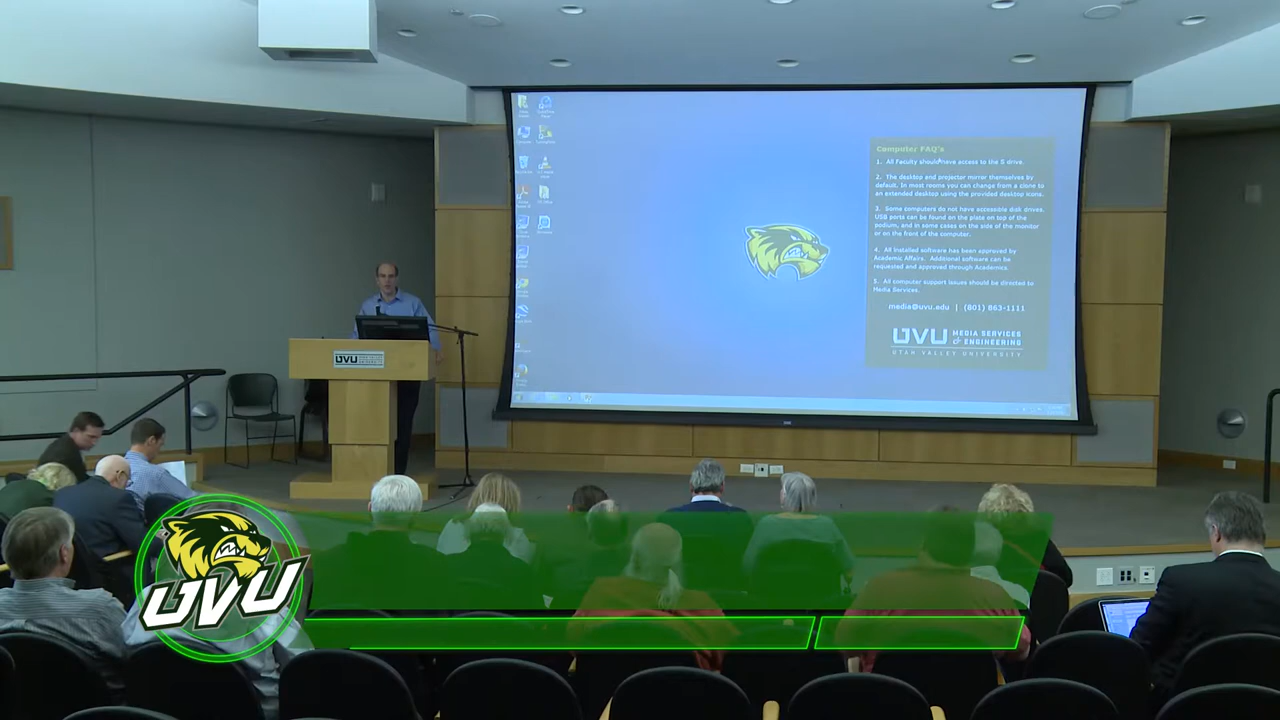 Computer FAQ's
1. All Faculty should have access to the S drive.
2. The desktop and projector mirror themselves by
default. In most rooms you can change from a clone to
an extended desktop using the provided desktop icons.
3. Some computers do not have accessible disk drives.
USB ports can be found on the plate on top of the
podium, and in some cases on the side of the monitor
or on the front of the computer.
4. All installed software has been approved by
Academic Affairs. Additional software can be
requested and approved through Academics.
5. All computer support issues should be directed to
Media Services.
media@uvu.edu | (801) 863-1111
UVU MEDIA SERVICES
& ENGINEERING
UTAH VALLEY UNIVERSITY
UVU
UVU